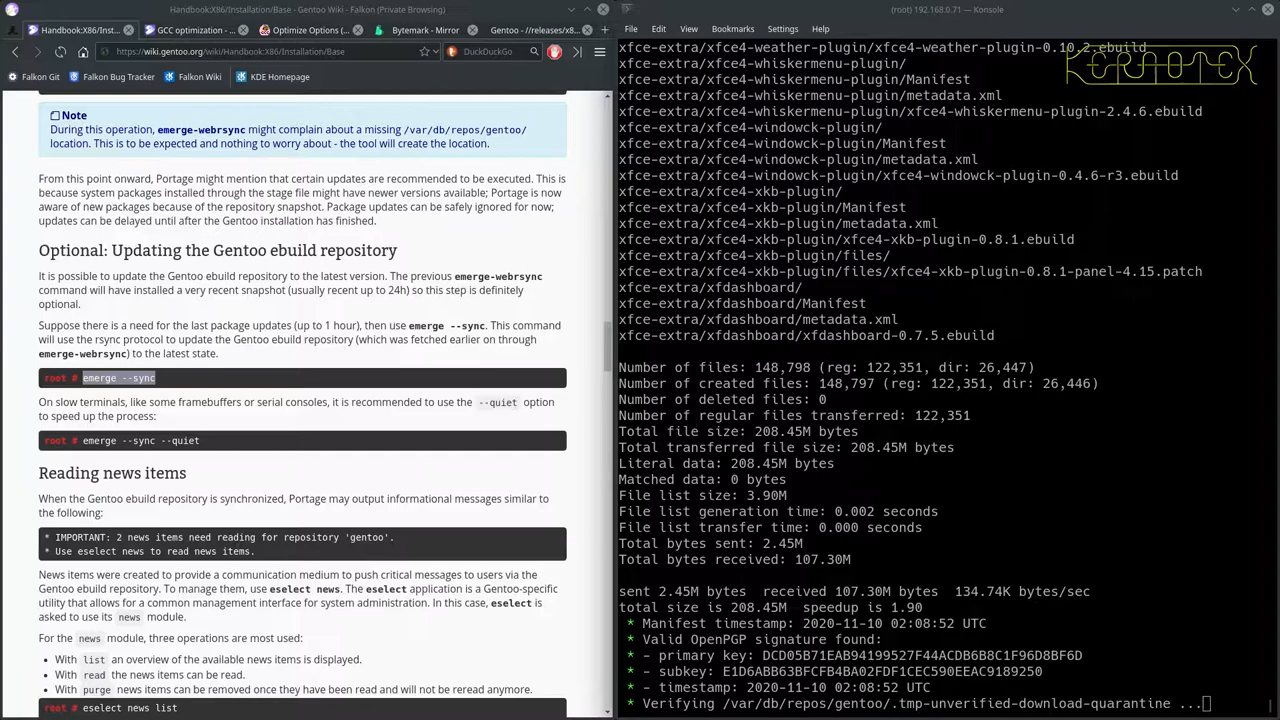 Handbook:X86/Installation/Base - Gentoo Wiki - Falkon (Private Browsing)
Handbook:X86/Inst...
GCC optimization - ...
Optimize Options (...
Bytemark - Mirror
Gentoo - //releases/x8...
https://wiki.gentoo.org/wiki/Handbook:X86/Installation/Base
DuckDuckGo
Falkon Git
Falkon Bug Tracker
Falkon Wiki
KDE Homepage
Note
During this operation, emerge-webrsync might complain about a missing /var/db/repos/gentoo/
location. This is to be expected and nothing to worry about - the tool will create the location.
From this point onward, Portage might mention that certain updates are recommended to be executed. This is
because system packages installed through the stage file might have newer versions available; Portage is now
aware of new packages because of the repository snapshot. Package updates can be safely ignored for now;
updates can be delayed until after the Gentoo installation has finished.
Optional: Updating the Gentoo ebuild repository
It is possible to update the Gentoo ebuild repository to the latest version. The previous emerge-webrsync
command will have installed a very recent snapshot (usually recent up to 24h) so this step is definitely
optional.
Suppose there is a need for the last package updates (up to 1 hour), then use emerge --sync. This command
will use the rsync protocol to update the Gentoo ebuild repository (which was fetched earlier on through
emerge-webrsync) to the latest state.
root # emerge --sync
On slow terminals, like some framebuffers or serial consoles, it is recommended to use the --quiet option
to speed up the process:
root # emerge --sync --quiet
Reading news items
When the Gentoo ebuild repository is synchronized, Portage may output informational messages similar to
the following:
* IMPORTANT: 2 news items need reading for repository 'gentoo'.
* Use eselect news to read news items.
News items were created to provide a communication medium to push critical messages to users via the
Gentoo ebuild repository. To manage them, use eselect news. The eselect application is a Gentoo-specific
utility that allows for a common management interface for system administration. In this case, eselect is
asked to use its news module.
For the news module, three operations are most used:
• With list an overview of the available news items is displayed.
• With read the news items can be read.
• With purge news items can be removed once they have been read and will not be reread anymore.
root # eselect news list
(root) 192.168.0.71 — Konsole
File Edit View Bookmarks Settings Help
KERNOTEX
xfce-extra/xfce4-weather-plugin/xfce4-weather-plugin-0.10.2.ebuild
xfce-extra/xfce4-whiskermenu-plugin/
xfce-extra/xfce4-whiskermenu-plugin/Manifest
xfce-extra/xfce4-whiskermenu-plugin/metadata.xml
xfce-extra/xfce4-whiskermenu-plugin/xfce4-whiskermenu-plugin-2.4.6.ebuild
xfce-extra/xfce4-windowck-plugin/
xfce-extra/xfce4-windowck-plugin/Manifest
xfce-extra/xfce4-windowck-plugin/metadata.xml
xfce-extra/xfce4-windowck-plugin/xfce4-windowck-plugin-0.4.6-r3.ebuild
xfce-extra/xfce4-xkb-plugin/
xfce-extra/xfce4-xkb-plugin/Manifest
xfce-extra/xfce4-xkb-plugin/metadata.xml
xfce-extra/xfce4-xkb-plugin/xfce4-xkb-plugin-0.8.1.ebuild
xfce-extra/xfce4-xkb-plugin/files/
xfce-extra/xfce4-xkb-plugin/files/xfce4-xkb-plugin-0.8.1-panel-4.15.patch
xfce-extra/xfdashboard/
xfce-extra/xfdashboard/Manifest
xfce-extra/xfdashboard/metadata.xml
xfce-extra/xfdashboard/xfdashboard-0.7.5.ebuild
Number of files: 148,798 (reg: 122,351, dir: 26,447)
Number of created files: 148,797 (reg: 122,351, dir: 26,446)
Number of deleted files: 0
Number of regular files transferred: 122,351
Total file size: 208.45M bytes
Total transferred file size: 208.45M bytes
Literal data: 208.45M bytes
Matched data: 0 bytes
File list size: 3.90M
File list generation time: 0.002 seconds
File list transfer time: 0.000 seconds
Total bytes sent: 2.45M
Total bytes received: 107.30M
sent 2.45M bytes  received 107.30M bytes  134.74K bytes/sec
total size is 208.45M  speedup is 1.90
* Manifest timestamp: 2020-11-10 02:08:52 UTC
* Valid OpenPGP signature found:
* - primary key: DCD05B71EAB94199527F44ACDB6B8C1F96D8BF6D
* - subkey: E1D6ABB63BFCFB4BA02FDF1CEC590EEAC9189250
* - timestamp: 2020-11-10 02:08:52 UTC
* Verifying /var/db/repos/gentoo/.tmp-unverified-download-quarantine ...